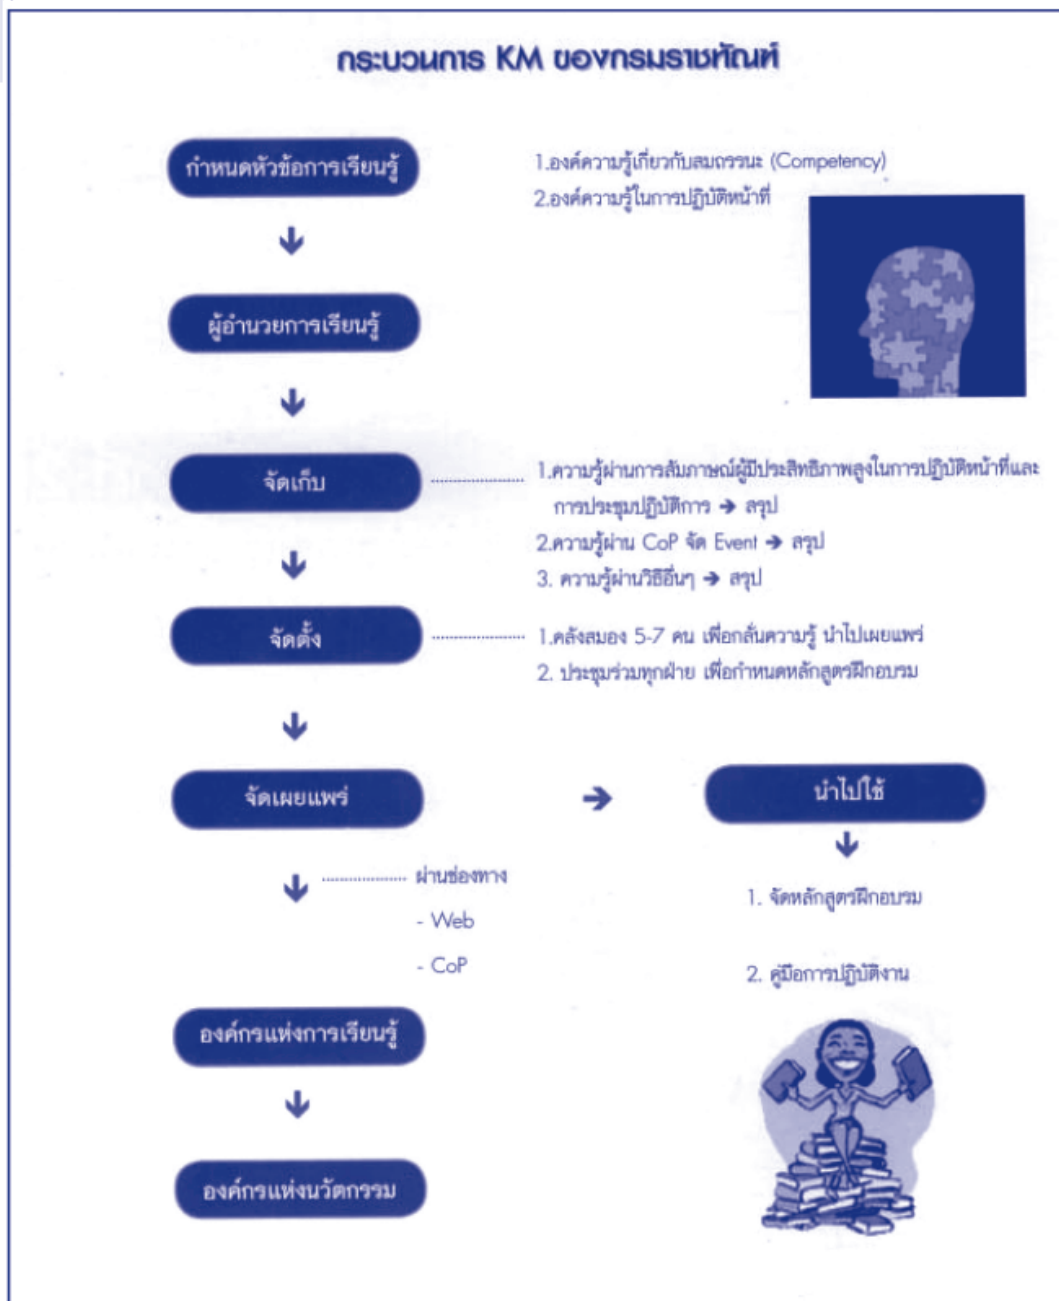 กระบวนการ KM ของกรมราชทัณฑ์
กำหนดหัวข้อการเรียนรู้
1.องค์ความรู้เกี่ยวกับสมถรรนะ (Competency)
2.องค์ความรู้ในการปฏิบัติหน้าที่
ผู้อำนวยการเรียนรู้
จัดเก็บ
1.ความรู้ผ่านการสัมภาษณ์ผู้มีประสิทธิภาพสูงในการปฏิบัติหน้าที่และ
การประชุมปฏิบัติการ → สรุป
2.ความรู้ผ่าน CoP จัด Event → สรุป
3. ความรู้ผ่านวิธีอื่นๆ → สรุป
จัดตั้ง
1.คลังสมอง 5-7 คน เพื่อกลั่นความรู้ นำไปเผยแพร่
2. ประชุมร่วมทุกฝ่าย เพื่อกำหนดหลักสูตรฝึกอบรม
จัดเผยแพร่
→
นำไปใช้
ผ่านช่องทาง
- Web
- CoP
1. จัดหลักสูตรฝึกอบรม
2. คู่มือการปฏิบัติงาน
องค์กรแห่งการเรียนรู้
องค์กรแห่งนวัตกรรม